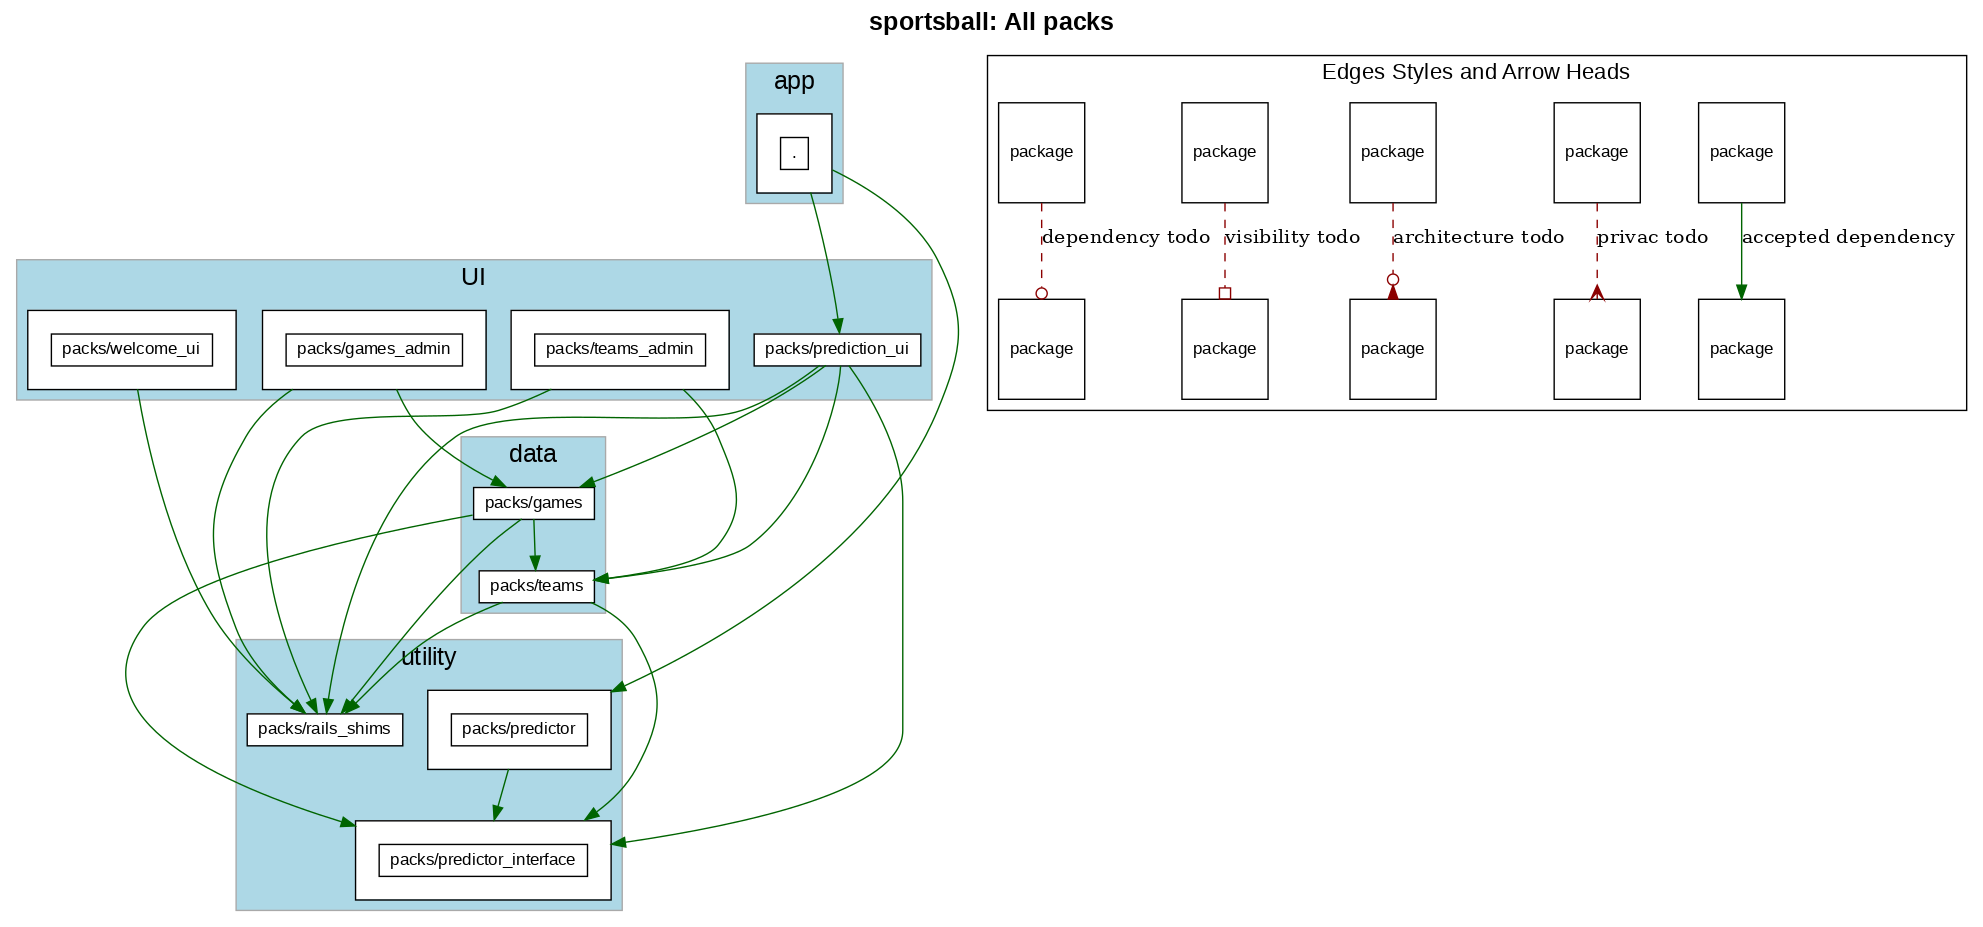 sportsball: All packs
app
.
Edges Styles and Arrow Heads
package
package
package
package
package
dependency todo
visibility todo
architecture todo
privac todo
accepted dependency
package
package
package
package
package
UI
packs/welcome_ui
packs/games_admin
packs/teams_admin
packs/prediction_ui
data
packs/games
packs/teams
utility
packs/rails_shims
packs/predictor
packs/predictor_interface